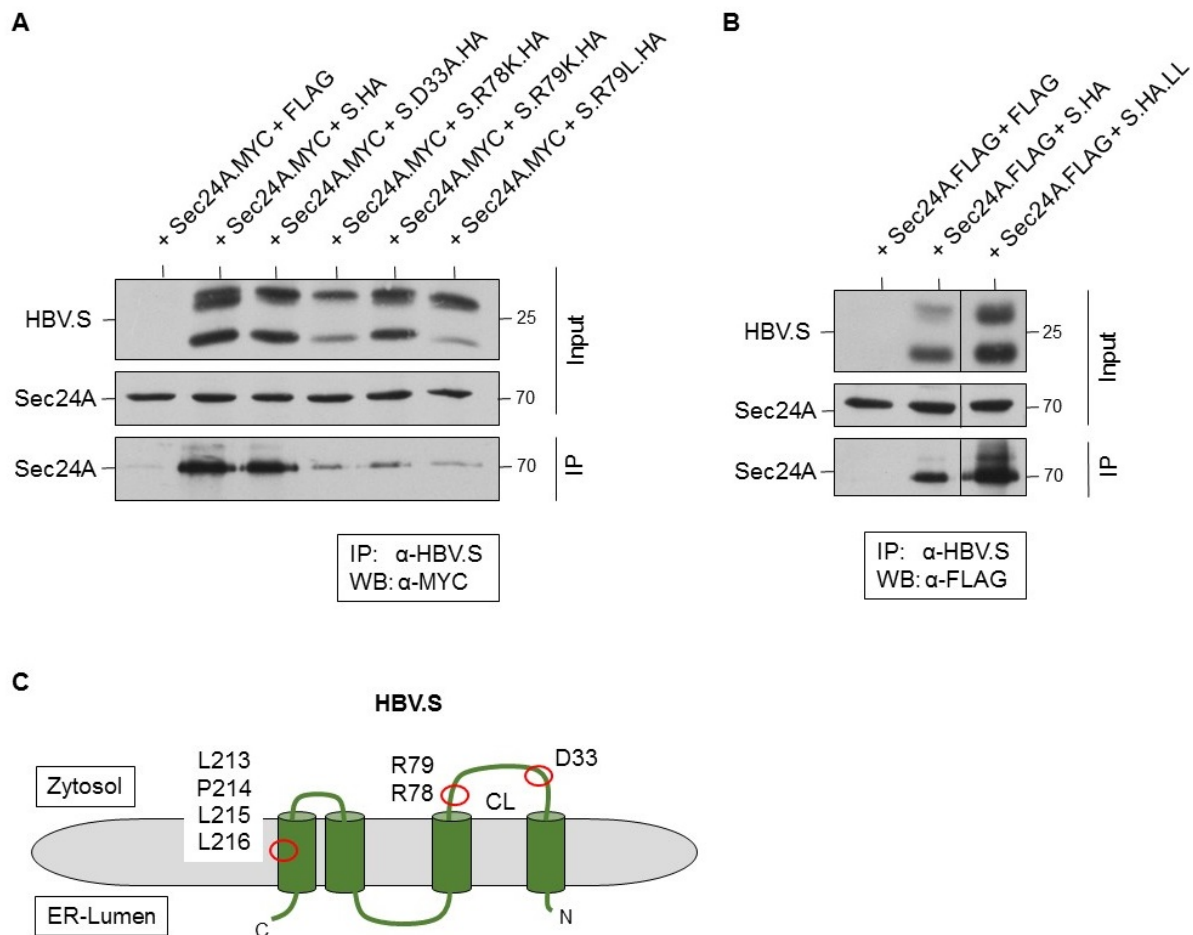 A
+ Sec24A.MYC + FLAG
+ Sec24A.MYC + S.HA
+ Sec24A.MYC + S.D33A.HA
+ Sec24A.MYC + S.R78K.HA
+ Sec24A.MYC + S.R79K.HA
+ Sec24A.MYC + S.R79L.HA
HBV.S
25
Input
Sec24A
70
Sec24A
70
IP
IP: α-HBV.S
WB: α-MYC
B
+ Sec24A.FLAG + FLAG
+ Sec24A.FLAG + S.HA
+ Sec24A.FLAG + S.HA.LL
HBV.S
25
Input
Sec24A
70
Sec24A
70
IP
IP: α-HBV.S
WB: α-FLAG
C
HBV.S
Zytosol
L213
P214
L215
L216
R79
R78
CL
D33
ER-Lumen
C
N